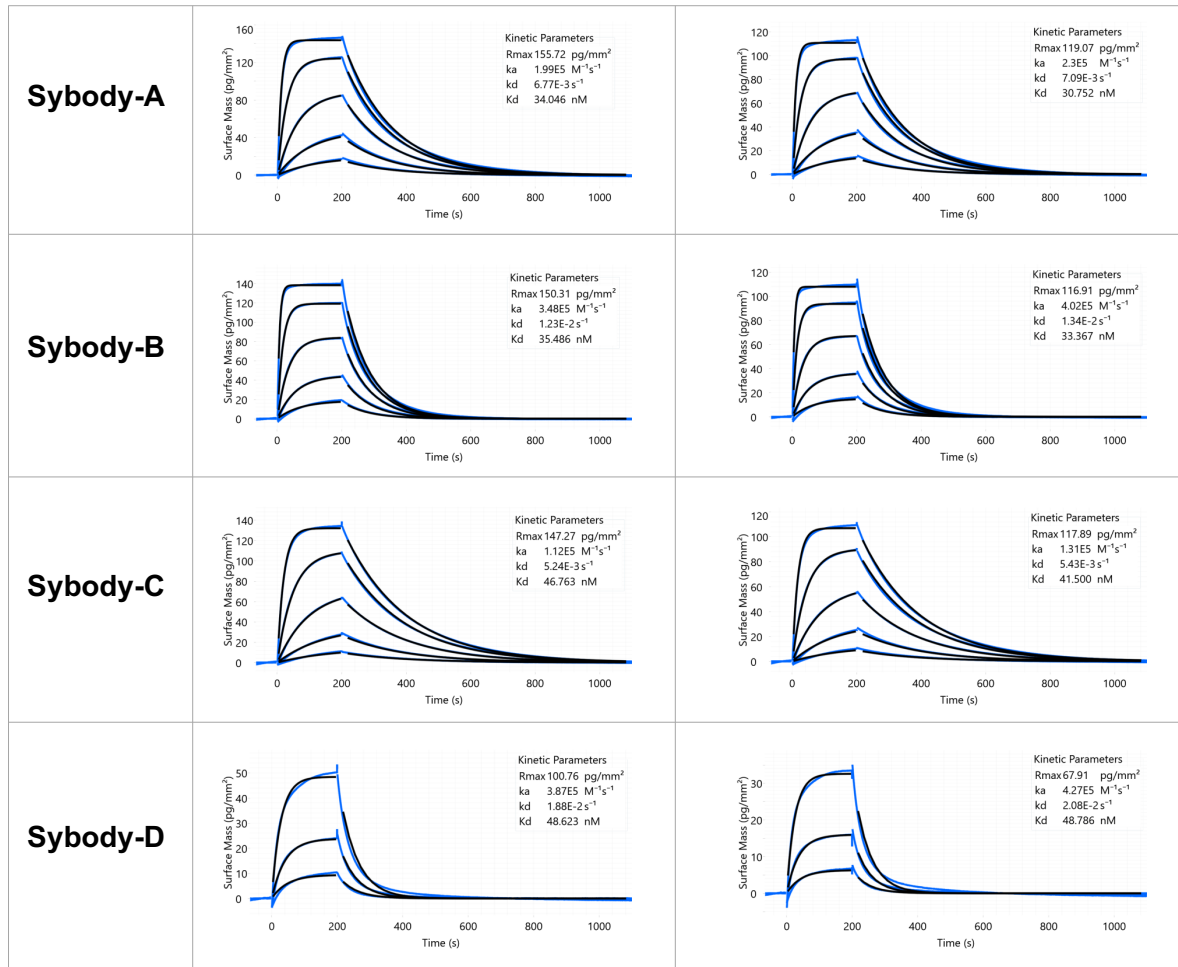 Sybody-A
160
120
80
40
0
0
200
400
600
800
1000
Surface Mass (pg/mm²)
Time (s)
Kinetic Parameters
Rmax 155.72 pg/mm²
ka 1.99E5 M⁻¹s⁻¹
kd 6.77E-3 s⁻¹
Kd 34.046 nM
120
100
80
60
40
20
0
0
200
400
600
800
1000
Surface Mass (pg/mm²)
Time (s)
Kinetic Parameters
Rmax 119.07 pg/mm²
ka 2.3E5 M⁻¹s⁻¹
kd 7.09E-3 s⁻¹
Kd 30.752 nM
Sybody-B
140
120
100
80
60
40
20
0
0
200
400
600
800
1000
Surface Mass (pg/mm²)
Time (s)
Kinetic Parameters
Rmax 150.31 pg/mm²
ka 3.48E5 M⁻¹s⁻¹
kd 1.23E-2 s⁻¹
Kd 35.486 nM
120
100
80
60
40
20
0
0
200
400
600
800
1000
Surface Mass (pg/mm²)
Time (s)
Kinetic Parameters
Rmax 116.91 pg/mm²
ka 4.02E5 M⁻¹s⁻¹
kd 1.34E-2 s⁻¹
Kd 33.367 nM
Sybody-C
140
120
100
80
60
40
20
0
0
200
400
600
800
1000
Surface Mass (pg/mm²)
Time (s)
Kinetic Parameters
Rmax 147.27 pg/mm²
ka 1.12E5 M⁻¹s⁻¹
kd 5.24E-3 s⁻¹
Kd 46.763 nM
120
100
80
60
40
20
0
0
200
400
600
800
1000
Surface Mass (pg/mm²)
Time (s)
Kinetic Parameters
Rmax 117.89 pg/mm²
ka 1.31E5 M⁻¹s⁻¹
kd 5.43E-3 s⁻¹
Kd 41.500 nM
Sybody-D
50
40
30
20
10
0
0
200
400
600
800
1000
Surface Mass (pg/mm²)
Time (s)
Kinetic Parameters
Rmax 100.76 pg/mm²
ka 3.87E5 M⁻¹s⁻¹
kd 1.88E-2 s⁻¹
Kd 48.623 nM
30
20
10
0
0
200
400
600
800
1000
Surface Mass (pg/mm²)
Time (s)
Kinetic Parameters
Rmax 67.91 pg/mm²
ka 4.27E5 M⁻¹s⁻¹
kd 2.08E-2 s⁻¹
Kd 48.786 nM